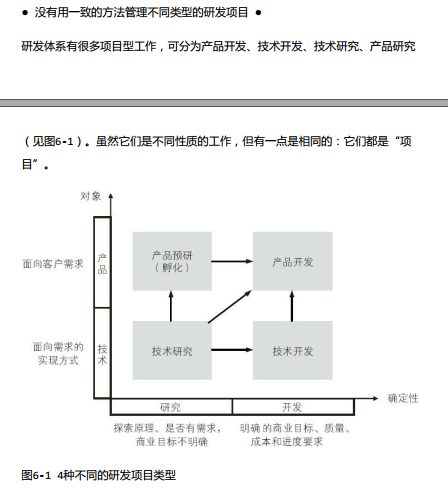 ● 没有用一致的方法管理不同类型的研发项目 ●
研发体系有很多项目型工作，可分为产品开发、技术开发、技术研究、产品研究
（见图6-1）。虽然它们是不同性质的工作，但有一点是相同的：它们都是“项
目”。
对象
面向客户需求
产品
产品预研
（孵化）
产品开发
面向需求的
实现方式
技术
技术研究
技术开发
确定性
研究
开发
探索原理、是否有需求，
商业目标不明确
明确的商业目标、质量、
成本和进度要求
图6-1 4种不同的研发项目类型